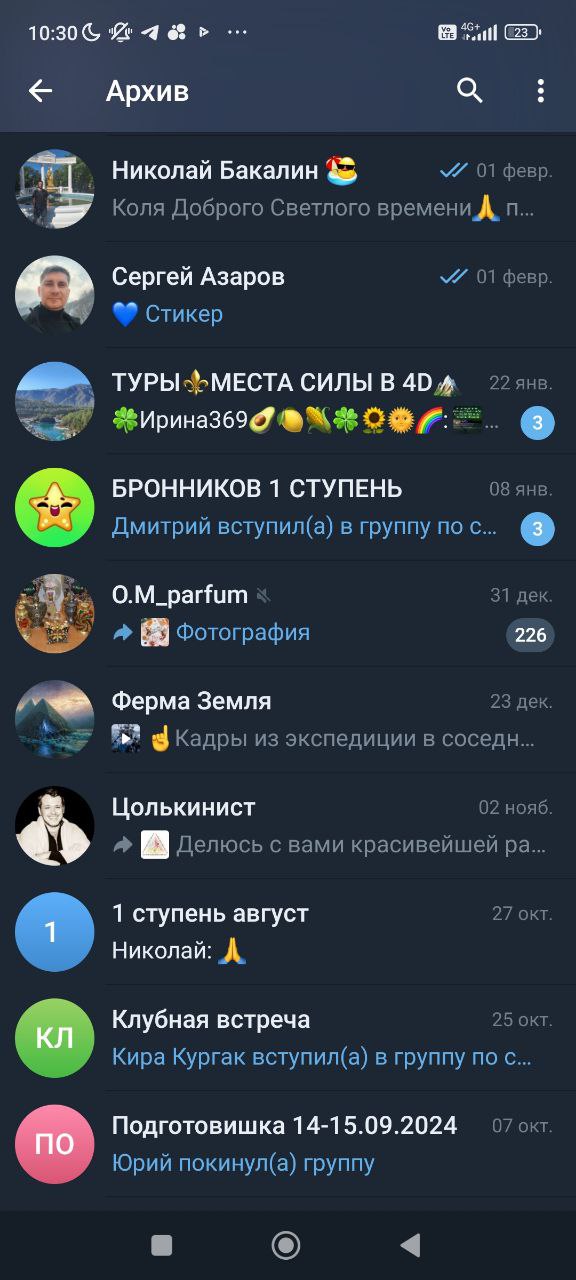 10:30
Vo LTE 4G+ 23
Архив
Николай Бакалин 🏖 01 февр.
Коля Доброго Светлого времени🙏 п...
Сергей Азаров 01 февр.
💙 Стикер
ТУРЫ⚜️МЕСТА СИЛЫ В 4D🏔 22 янв.
🍀Ирина369🥑🍋🌽🍀🌻🌞🌈: ... 3
БРОННИКОВ 1 СТУПЕНЬ 08 янв.
Дмитрий вступил(а) в группу по с... 3
O.M_parfum 31 дек.
Фотография 226
Ферма Земля 23 дек.
☝️Кадры из экспедиции в соседн...
Цолькинист 02 нояб.
Делюсь с вами красивейшей ра...
1
1 ступень август 27 окт.
Николай: 🙏
КЛ
Клубная встреча 25 окт.
Кира Кургак вступил(а) в группу по с...
ПО
Подготовишка 14-15.09.2024 07 окт.
Юрий покинул(а) группу